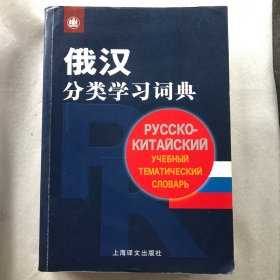 俄汉
分类学习词典
РУССКО-
КИТАЙСКИЙ
УЧЕБНЫЙ
ТЕМАТИЧЕСКИЙ
СЛОВАРЬ
上海译文出版社